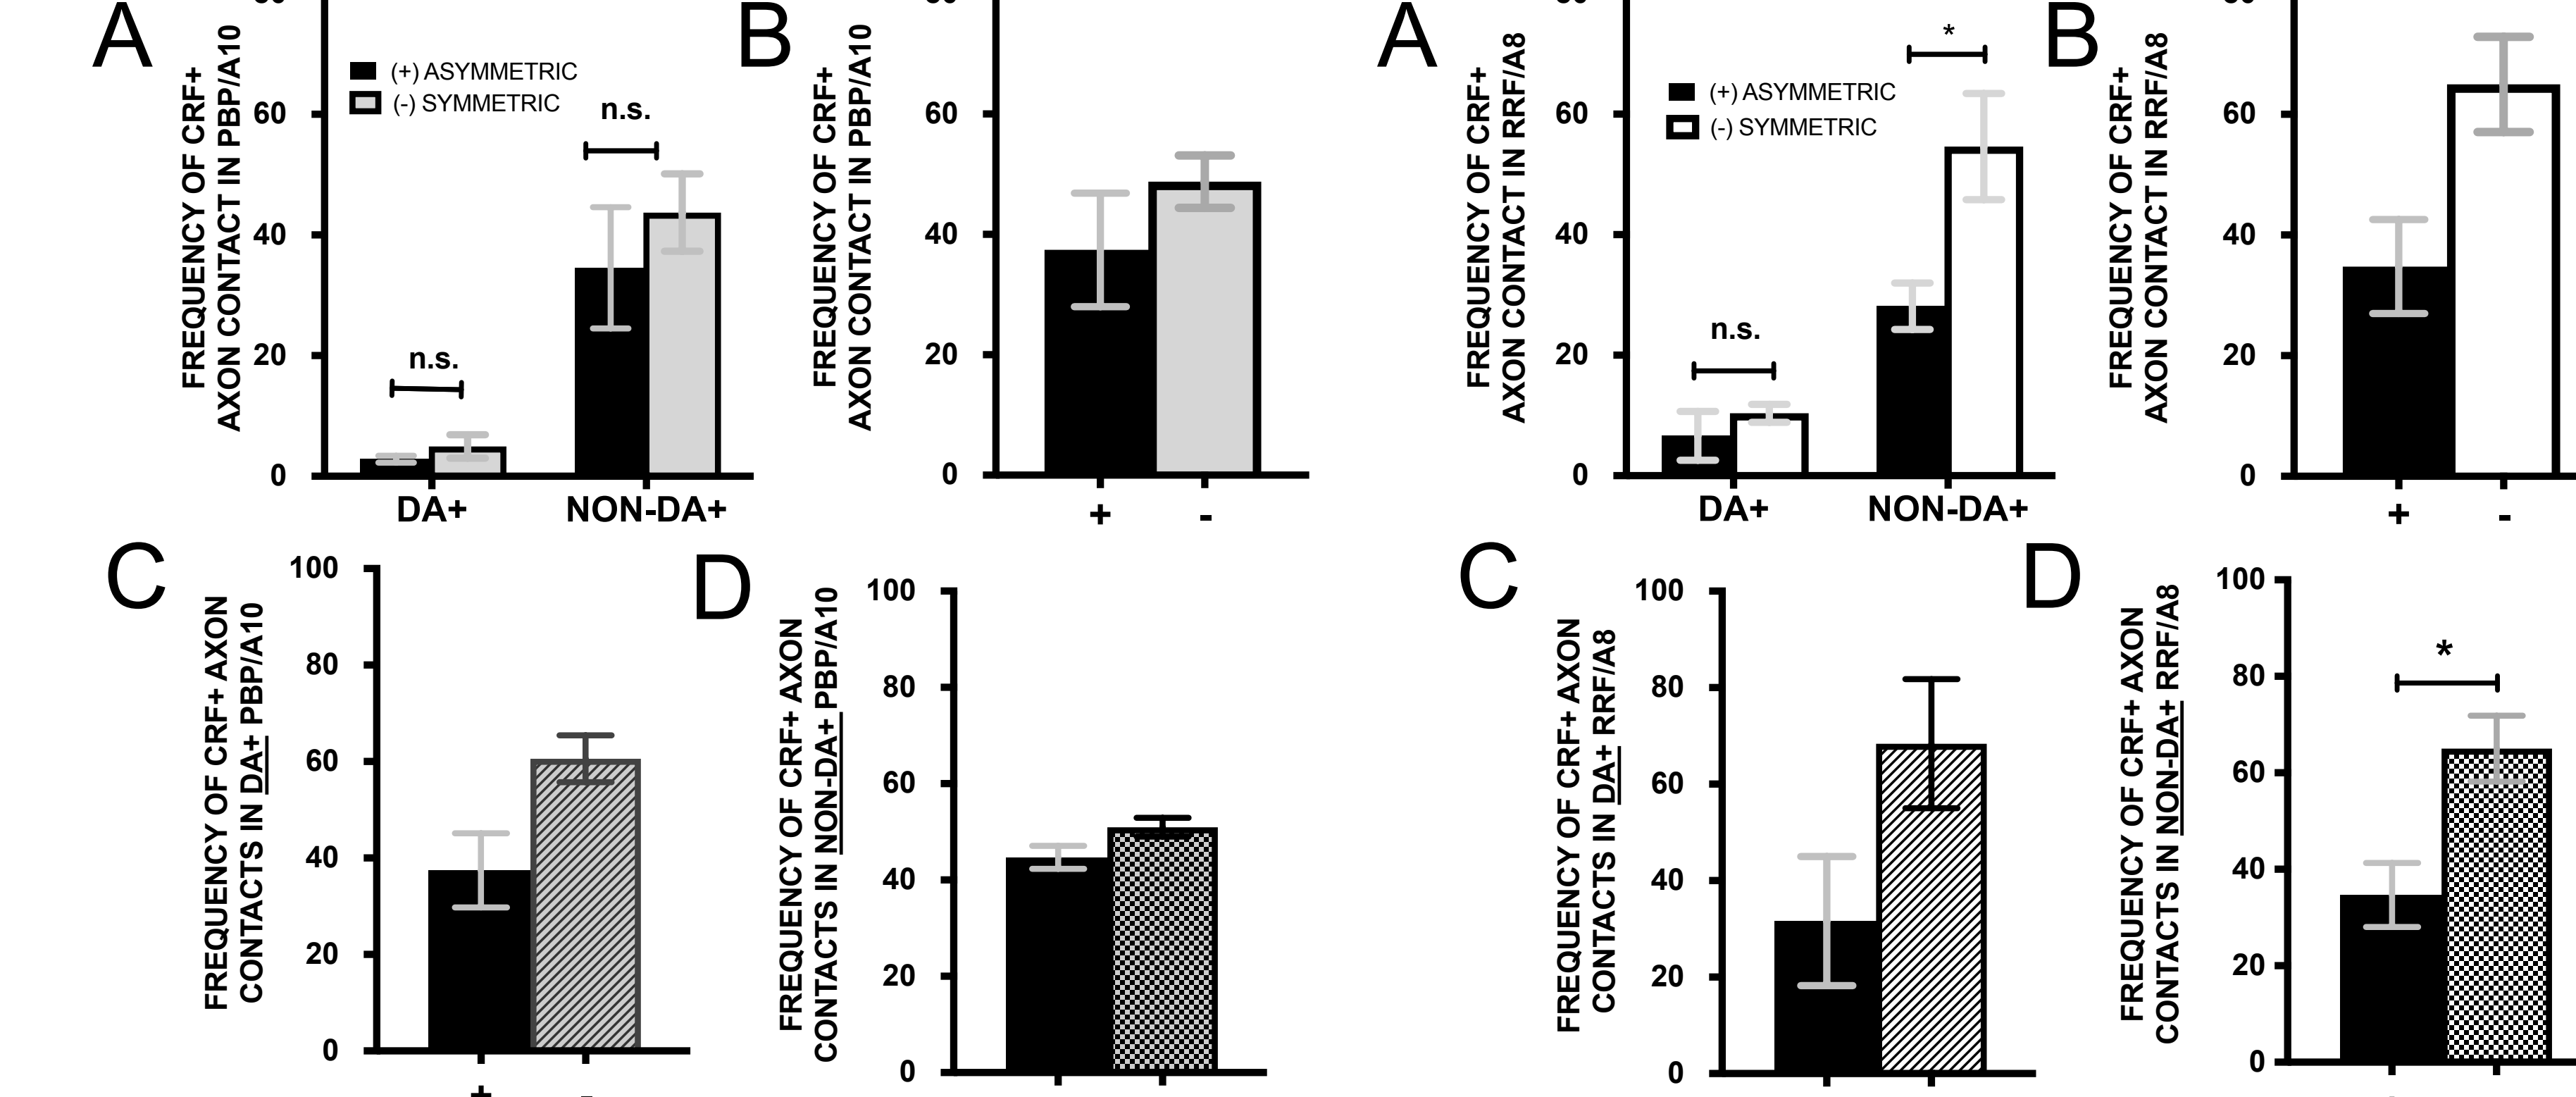 A
FREQUENCY OF CRF+
AXON CONTACT IN PBP/A10
60
40
20
0
(+) ASYMMETRIC
(-) SYMMETRIC
n.s.
n.s.
DA+
NON-DA+
B
FREQUENCY OF CRF+
AXON CONTACT IN PBP/A10
60
40
20
0
+
-
A
FREQUENCY OF CRF+
AXON CONTACT IN RRF/A8
60
40
20
0
(+) ASYMMETRIC
(-) SYMMETRIC
n.s.
*
DA+
NON-DA+
B
FREQUENCY OF CRF+
AXON CONTACT IN RRF/A8
60
40
20
0
+
-
C
FREQUENCY OF CRF+ AXON
CONTACTS IN DA+ PBP/A10
100
80
60
40
20
0
D
FREQUENCY OF CRF+ AXON
CONTACTS IN NON-DA+ PBP/A10
100
80
60
40
20
0
C
FREQUENCY OF CRF+ AXON
CONTACTS IN DA+ RRF/A8
100
80
60
40
20
0
D
FREQUENCY OF CRF+ AXON
CONTACTS IN NON-DA+ RRF/A8
100
80
60
40
20
0
*